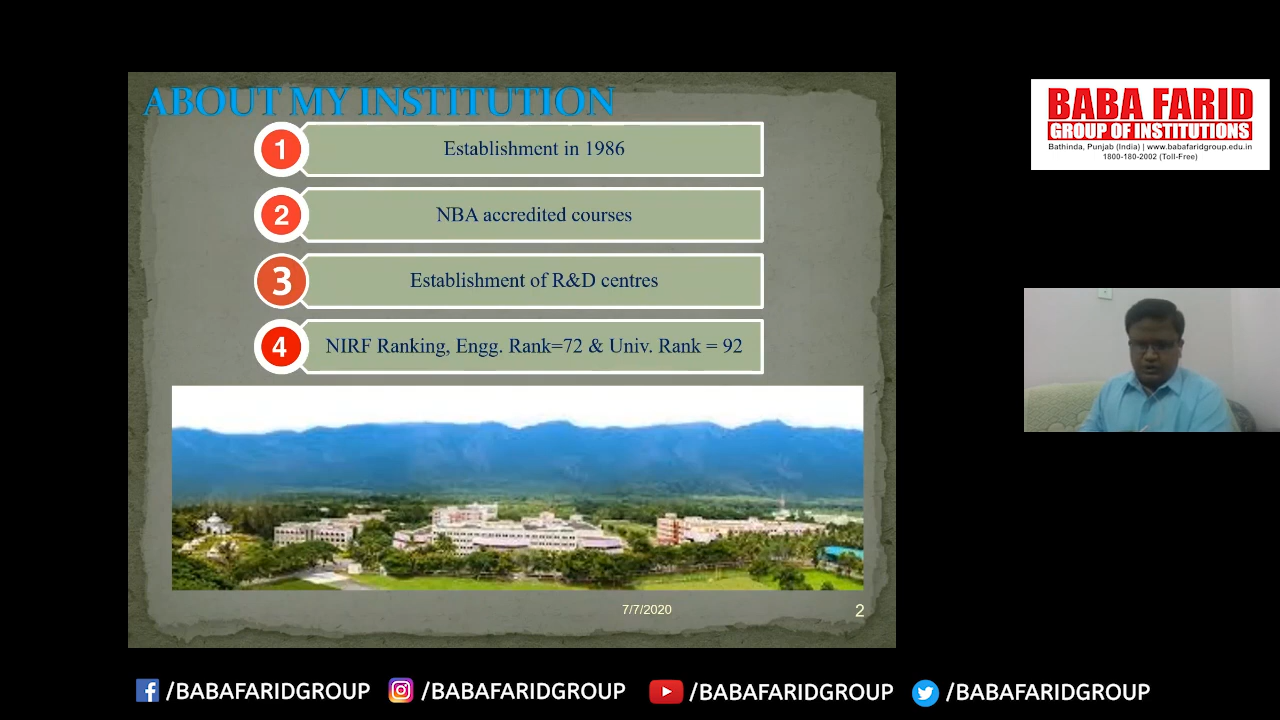 ABOUT MY INSTITUTION
1 Establishment in 1986
2 NBA accredited courses
3 Establishment of R&D centres
4 NIRF Ranking, Engg. Rank=72 & Univ. Rank = 92
7/7/2020 2
BABA FARID
GROUP OF INSTITUTIONS
Bathinda, Punjab (India) | www.babafaridgroup.edu.in
1800-180-2002 (Toll-Free)
/BABAFARIDGROUP /BABAFARIDGROUP /BABAFARIDGROUP /BABAFARIDGROUP